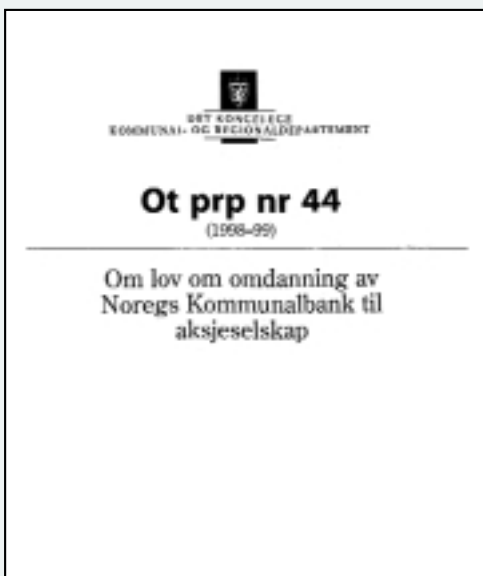 DET KONGELEGE
KOMMUNAL- OG REGIONALDEPARTEMENT
Ot prp nr 44
(1998–99)
Om lov om omdanning av
Noregs Kommunalbank til
aksjeselskap